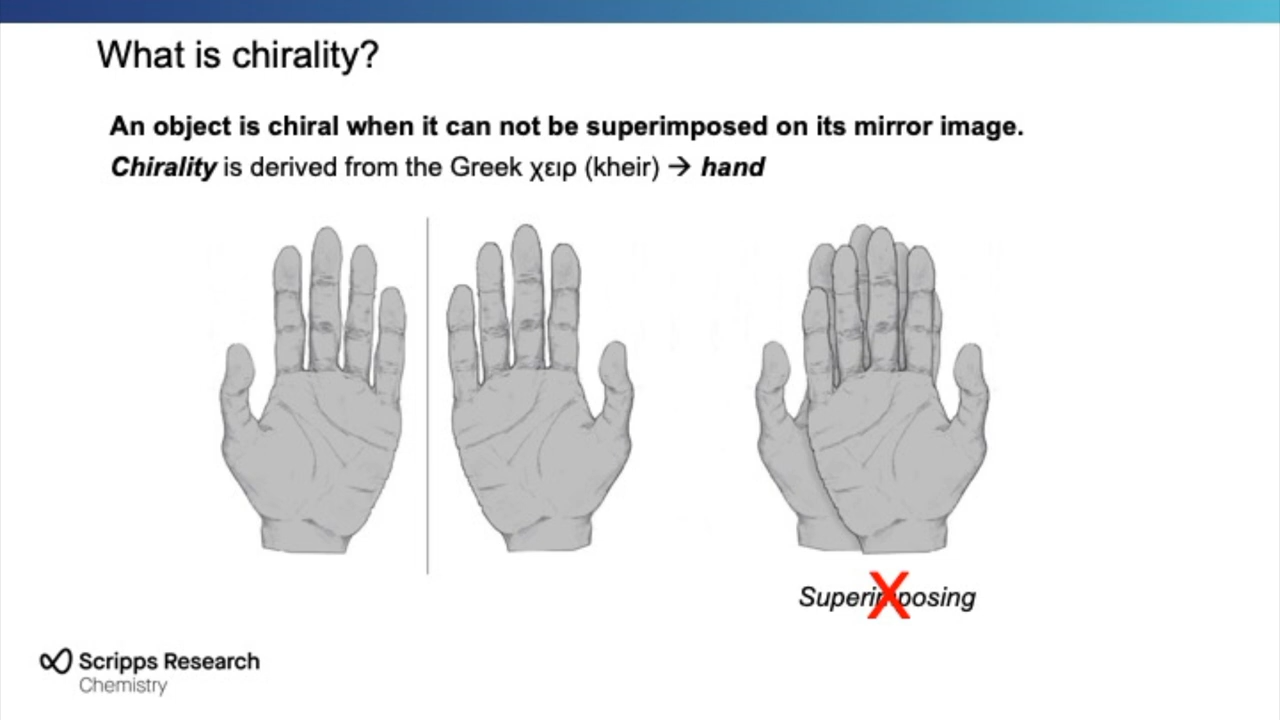 What is chirality?
An object is chiral when it can not be superimposed on its mirror image.
Chirality is derived from the Greek χειρ (kheir) → hand
Superimposing
Scripps Research
Chemistry